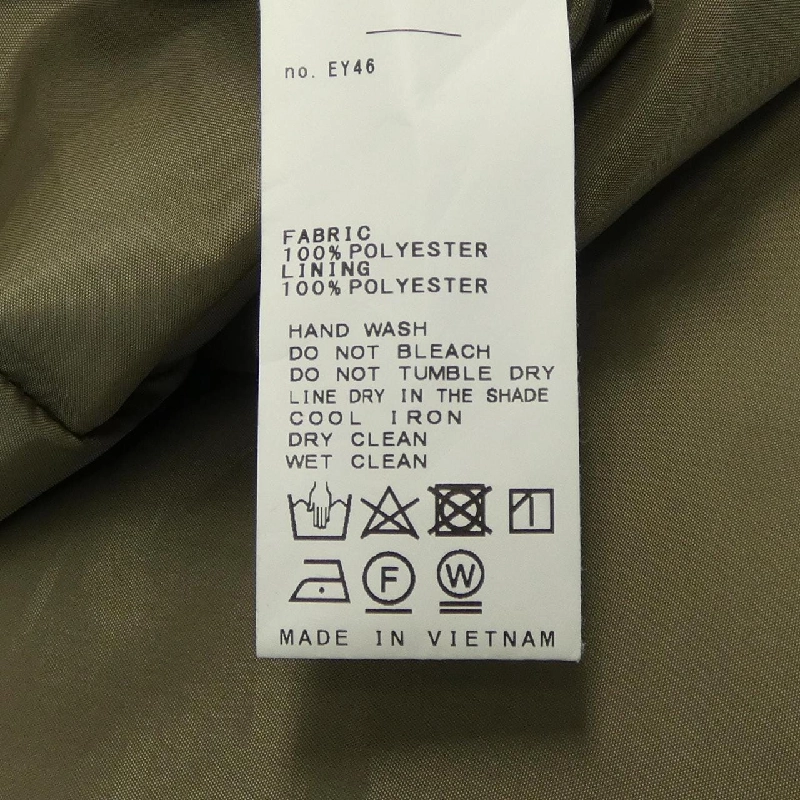 no. EY46
FABRIC
100% POLYESTER
LINING
100% POLYESTER
HAND WASH
DO NOT BLEACH
DO NOT TUMBLE DRY
LINE DRY IN THE SHADE
COOL IRON
DRY CLEAN
WET CLEAN
F W
MADE IN VIETNAM